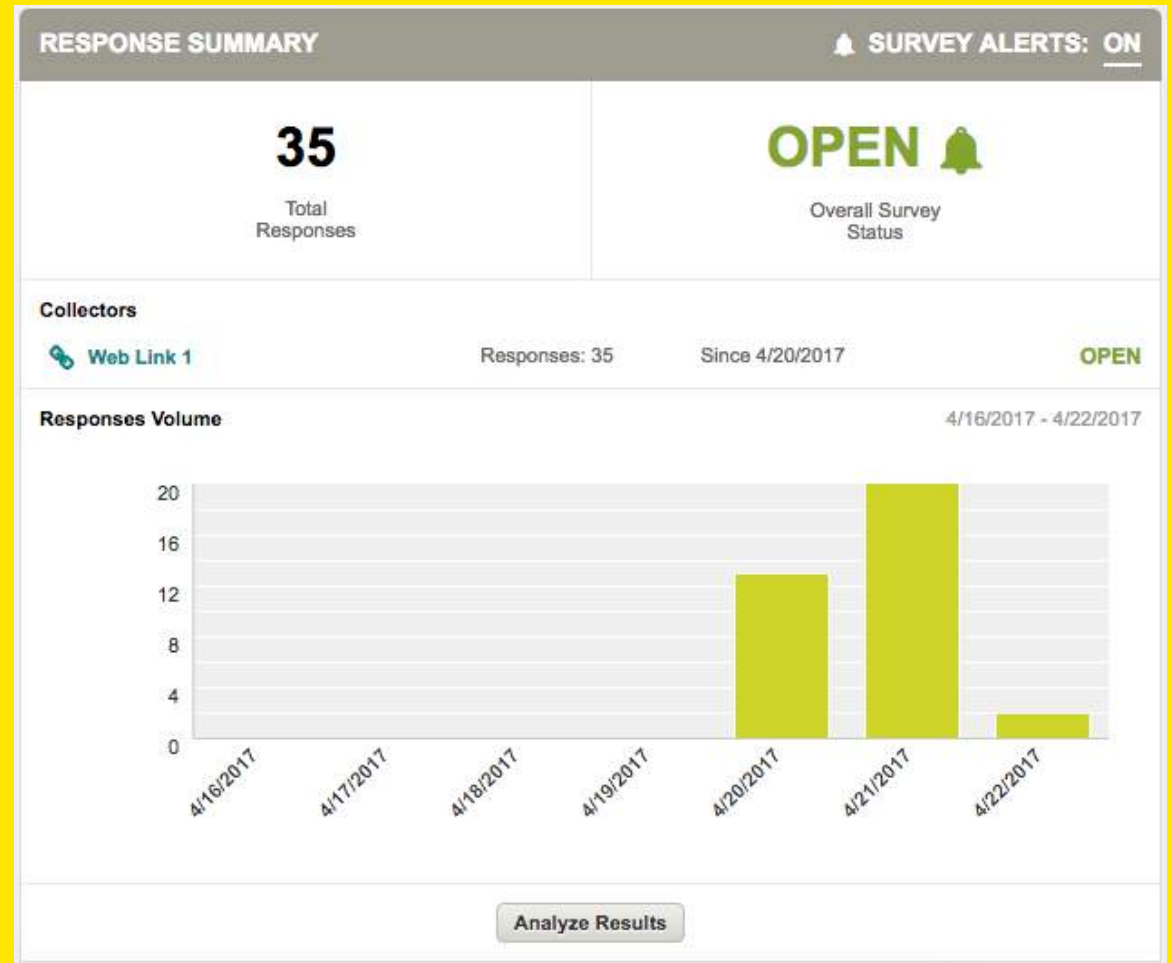 RESPONSE SUMMARY SURVEY ALERTS: ON
35 OPEN
Total Overall Survey
Responses Status
Collectors
Web Link 1 Responses: 35 Since 4/20/2017 OPEN
Responses Volume 4/16/2017 - 4/22/2017
20
16
12
8
4
0
4/16/2017 4/17/2017 4/18/2017 4/19/2017 4/20/2017 4/21/2017 4/22/2017
Analyze Results